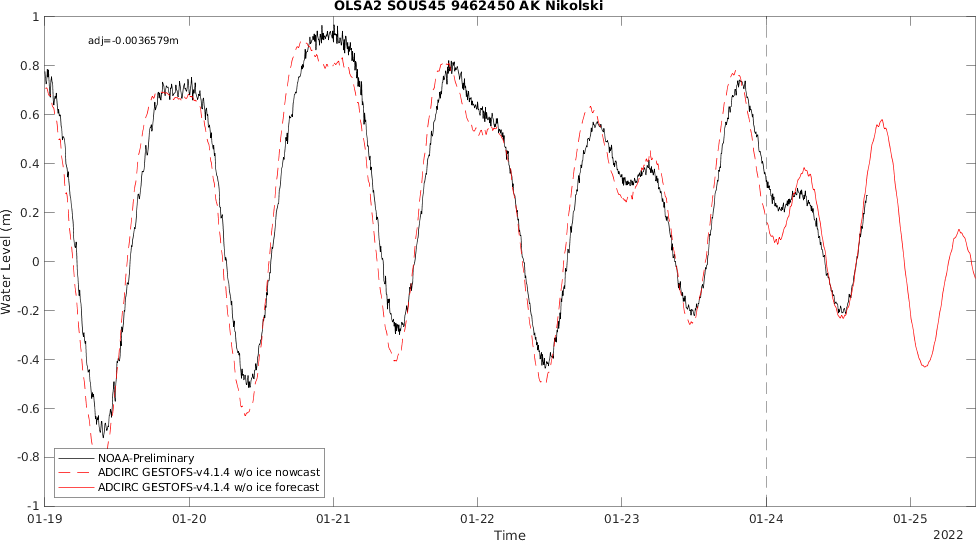 OLSA2 SOUS45 9462450 AK Nikolski
adj=-0.0036579m
1
0.8
0.6
0.4
0.2
0
-0.2
-0.4
-0.6
-0.8
-1
Water Level (m)
NOAA-Preliminary
ADCIRC GESTOFS-v4.1.4 w/o ice nowcast
ADCIRC GESTOFS-v4.1.4 w/o ice forecast
01-19 01-20 01-21 01-22 01-23 01-24 01-25
Time
2022